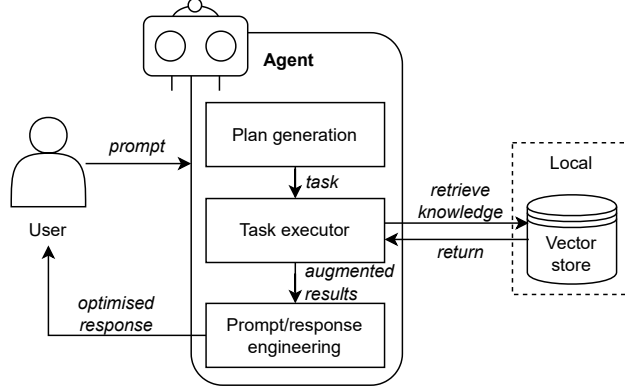 Agent
Plan generation
prompt
task
Local
retrieve
knowledge
User
Task executor
Vector
store
return
augmented
results
optimised
response
Prompt/response
engineering